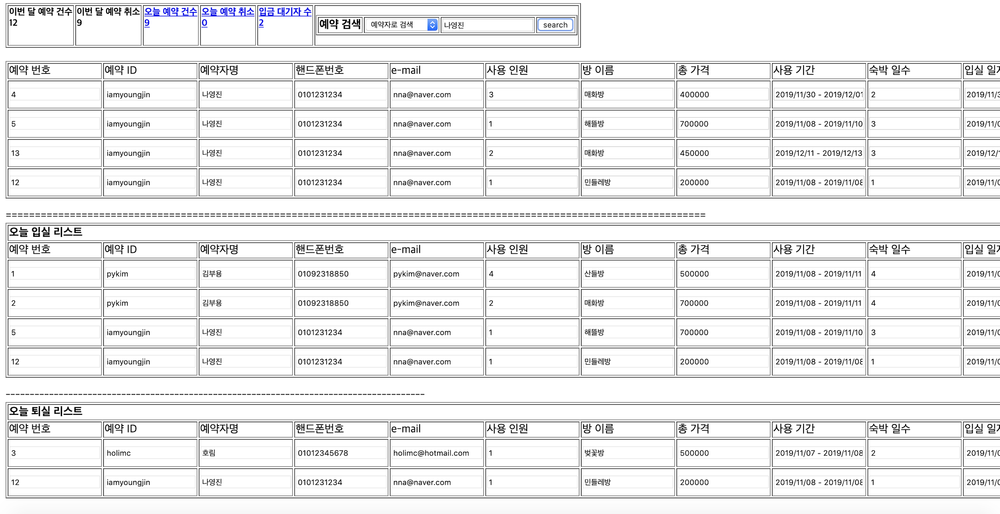 이번 달 예약 건수 이번 달 예약 취소 오늘 예약 건수 오늘 예약 취소 입금 대기자 수
12 9 9 0 2
예약 검색 예약자로 검색 나영진 search
예약 번호 예약 ID 예약자명 핸드폰번호 e-mail 사용 인원 방 이름 총 가격 사용 기간 숙박 일수 입실
4 iamyoungjin 나영진 0101231234 nna@naver.com 3 매화방 400000 2019/11/30 - 2019/12/01 2 2019/11/3
5 iamyoungjin 나영진 0101231234 nna@naver.com 1 해뜰방 700000 2019/11/08 - 2019/11/10 3 2019/11/0
13 iamyoungjin 나영진 0101231234 nna@naver.com 2 매화방 450000 2019/12/11 - 2019/12/13 3 2019/12/1
12 iamyoungjin 나영진 0101231234 nna@naver.com 1 민들레방 200000 2019/11/08 - 2019/11/08 1 2019/11/0
오늘 입실 리스트
예약 번호 예약 ID 예약자명 핸드폰번호 e-mail 사용 인원 방 이름 총 가격 사용 기간 숙박 일수 입실
1 pykim 김부용 01092318850 pykim@naver.com 4 산들방 500000 2019/11/08 - 2019/11/11 4 2019/11/0
2 pykim 김부용 01092318850 pykim@naver.com 2 매화방 700000 2019/11/08 - 2019/11/11 4 2019/11/0
5 iamyoungjin 나영진 0101231234 nna@naver.com 1 해뜰방 700000 2019/11/08 - 2019/11/10 3 2019/11/0
12 iamyoungjin 나영진 0101231234 nna@naver.com 1 민들레방 200000 2019/11/08 - 2019/11/08 1 2019/11/0
오늘 퇴실 리스트
예약 번호 예약 ID 예약자명 핸드폰번호 e-mail 사용 인원 방 이름 총 가격 사용 기간 숙박 일수 입실
3 holimc 호림 01012345678 holimc@hotmail.com 1 벚꽃방 500000 2019/11/07 - 2019/11/08 2 2019/11/0
12 iamyoungjin 나영진 0101231234 nna@naver.com 1 민들레방 200000 2019/11/08 - 2019/11/08 1 2019/11/0